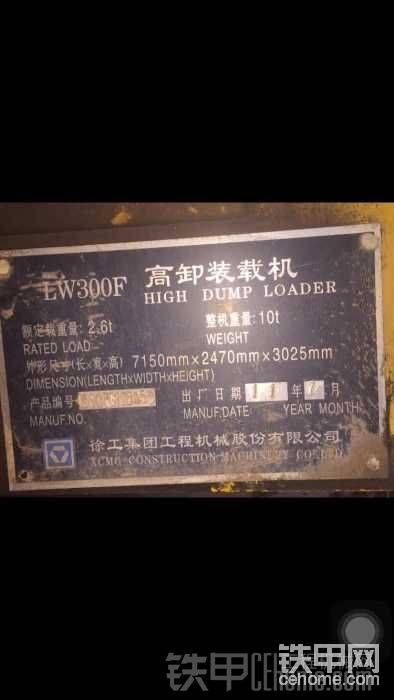 LW300F 高卸装载机
HIGH DUMP LOADER
额定载重量: 2.6t 整机重量: 10t
RATED LOAD WEIGHT
外形尺寸(长×宽×高) 7150mm×2470mm×3025mm
DIMENSION(LENGTH×WIDTH×HEIGHT)
产品编号 出厂日期 11 年 月
MANUF.NO. MANUF.DATE YEAR MONTH
徐工集团工程机械股份有限公司
XCMG CONSTRUCTION MACHINERY CO.LTD
铁甲
铁甲网
cehome.com